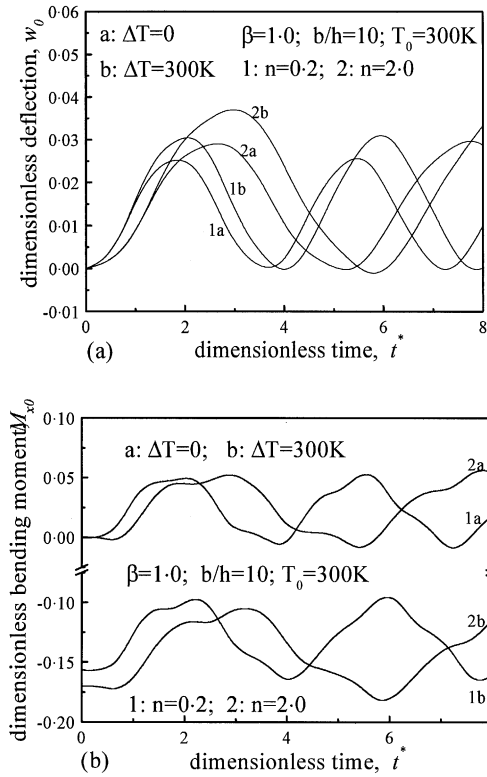 0·06
0·05
0·04
0·03
0·02
0·01
0·00
-0·01
dimensionless deflection, w₀
a: ΔT=0
β=1·0; b/h=10; T₀=300K
b: ΔT=300K
1: n=0·2; 2: n=2·0
2b
2a
1b
1a
0 2 4 6 8
(a)
dimensionless time, t*
0·10
0·05
0·00
-0·10
-0·15
-0·20
dimensionless bending moment, Mₓ₀
a: ΔT=0; b: ΔT=300K
2a
1a
β=1·0; b/h=10; T₀=300K
2b
1b
1: n=0·2; 2: n=2·0
0 2 4 6 8
(b)
dimensionless time, t*